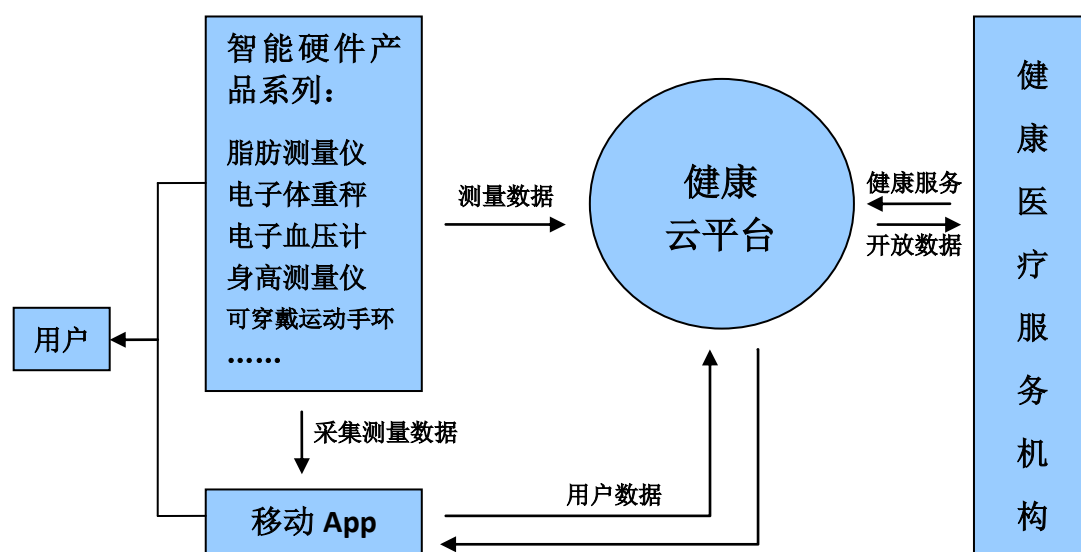 智能硬件产
品系列：
脂肪测量仪
电子体重秤
电子血压计
身高测量仪
可穿戴运动手环
……
用户
测量数据
健康
云平台
健康服务
开放数据
健
康
医
疗
服
务
机
构
采集测量数据
用户数据
移动 App